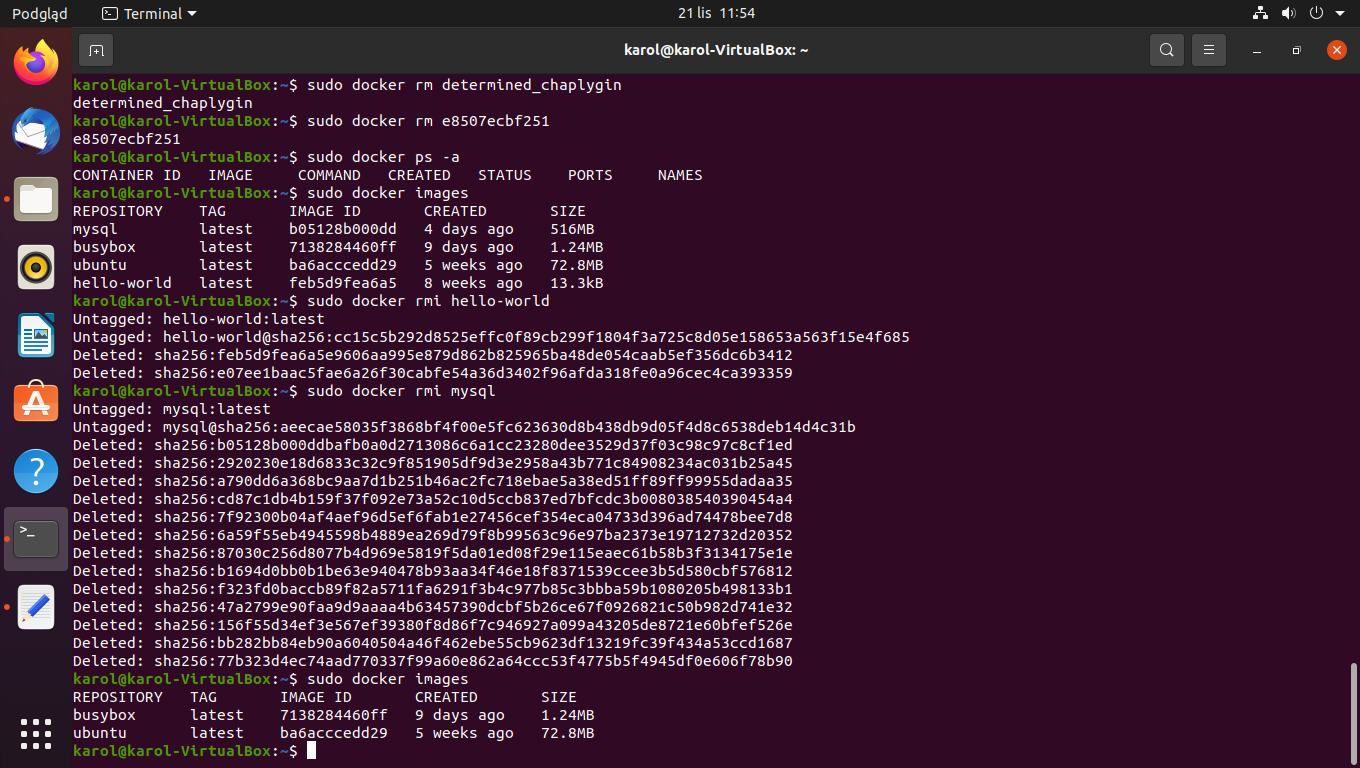 Podgląd Terminal 21 lis 11:54
karol@karol-VirtualBox: ~
karol@karol-VirtualBox:~$ sudo docker rm determined_chaplygin
determined_chaplygin
karol@karol-VirtualBox:~$ sudo docker rm e8507ecbf251
e8507ecbf251
karol@karol-VirtualBox:~$ sudo docker ps -a
CONTAINER ID   IMAGE     COMMAND   CREATED   STATUS    PORTS     NAMES
karol@karol-VirtualBox:~$ sudo docker images
REPOSITORY    TAG       IMAGE ID       CREATED       SIZE
mysql         latest    b05128b000dd   4 days ago    516MB
busybox       latest    7138284460ff   9 days ago    1.24MB
ubuntu        latest    ba6acccedd29   5 weeks ago   72.8MB
hello-world   latest    feb5d9fea6a5   8 weeks ago   13.3kB
karol@karol-VirtualBox:~$ sudo docker rmi hello-world
Untagged: hello-world:latest
Untagged: hello-world@sha256:cc15c5b292d8525effc0f89cb299f1804f3a725c8d05e158653a563f15e4f685
Deleted: sha256:feb5d9fea6a5e9606aa995e879d862b825965ba48de054caab5ef356dc6b3412
Deleted: sha256:e07ee1baac5fae6a26f30cabfe54a36d3402f96afda318fe0a96cec4ca393359
karol@karol-VirtualBox:~$ sudo docker rmi mysql
Untagged: mysql:latest
Untagged: mysql@sha256:aeecae58035f3868bf4f00e5fc623630d8b438db9d05f4d8c6538deb14d4c31b
Deleted: sha256:b05128b000ddbafb0a0d2713086c6a1cc23280dee3529d37f03c98c97c8cf1ed
Deleted: sha256:2920230e18d6833c32c9f851905df9d3e2958a43b771c84908234ac031b25a45
Deleted: sha256:a790dd6a368bc9aa7d1b251b46ac2fc718ebae5a38ed51ff89ff99955dadaa35
Deleted: sha256:cd87c1db4b159f37f092e73a52c10d5ccb837ed7bfcdc3b008038540390454a4
Deleted: sha256:7f92300b04af4aef96d5ef6fab1e27456cef354eca04733d396ad74478bee7d8
Deleted: sha256:6a59f55eb4945598b4889ea269d79f8b99563c96e97ba2373e19712732d20352
Deleted: sha256:87030c256d8077b4d969e5819f5da01ed08f29e115eaec61b58b3f3134175e1e
Deleted: sha256:b1694d0bb0b1be63e940478b93aa34f46e18f8371539ccee3b5d580cbf576812
Deleted: sha256:f323fd0baccb89f82a5711fa6291f3b4c977b85c3bbba59b1080205b498133b1
Deleted: sha256:47a2799e90faa9d9aaaa4b63457390dcbf5b26ce67f0926821c50b982d741e32
Deleted: sha256:156f55d34ef3e567ef39380f8d86f7c946927a099a43205de8721e60bfef526e
Deleted: sha256:bb282bb84eb90a6040504a46f462ebe55cb9623df13219fc39f434a53ccd1687
Deleted: sha256:77b323d4ec74aad770337f99a60e862a64ccc53f4775b5f4945df0e606f78b90
karol@karol-VirtualBox:~$ sudo docker images
REPOSITORY   TAG       IMAGE ID       CREATED       SIZE
busybox      latest    7138284460ff   9 days ago    1.24MB
ubuntu       latest    ba6acccedd29   5 weeks ago   72.8MB
karol@karol-VirtualBox:~$